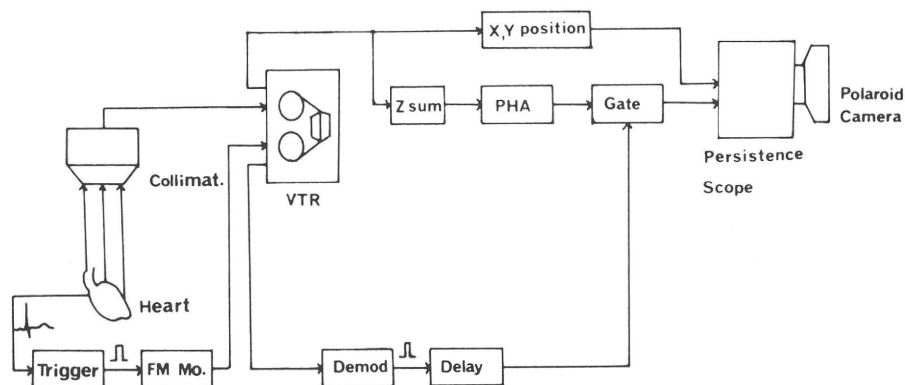 X,Y position
Z sum
PHA
Gate
Polaroid
Camera
Persistence
Scope
Collimat.
VTR
Heart
Trigger
FM Mo.
Demod
Delay